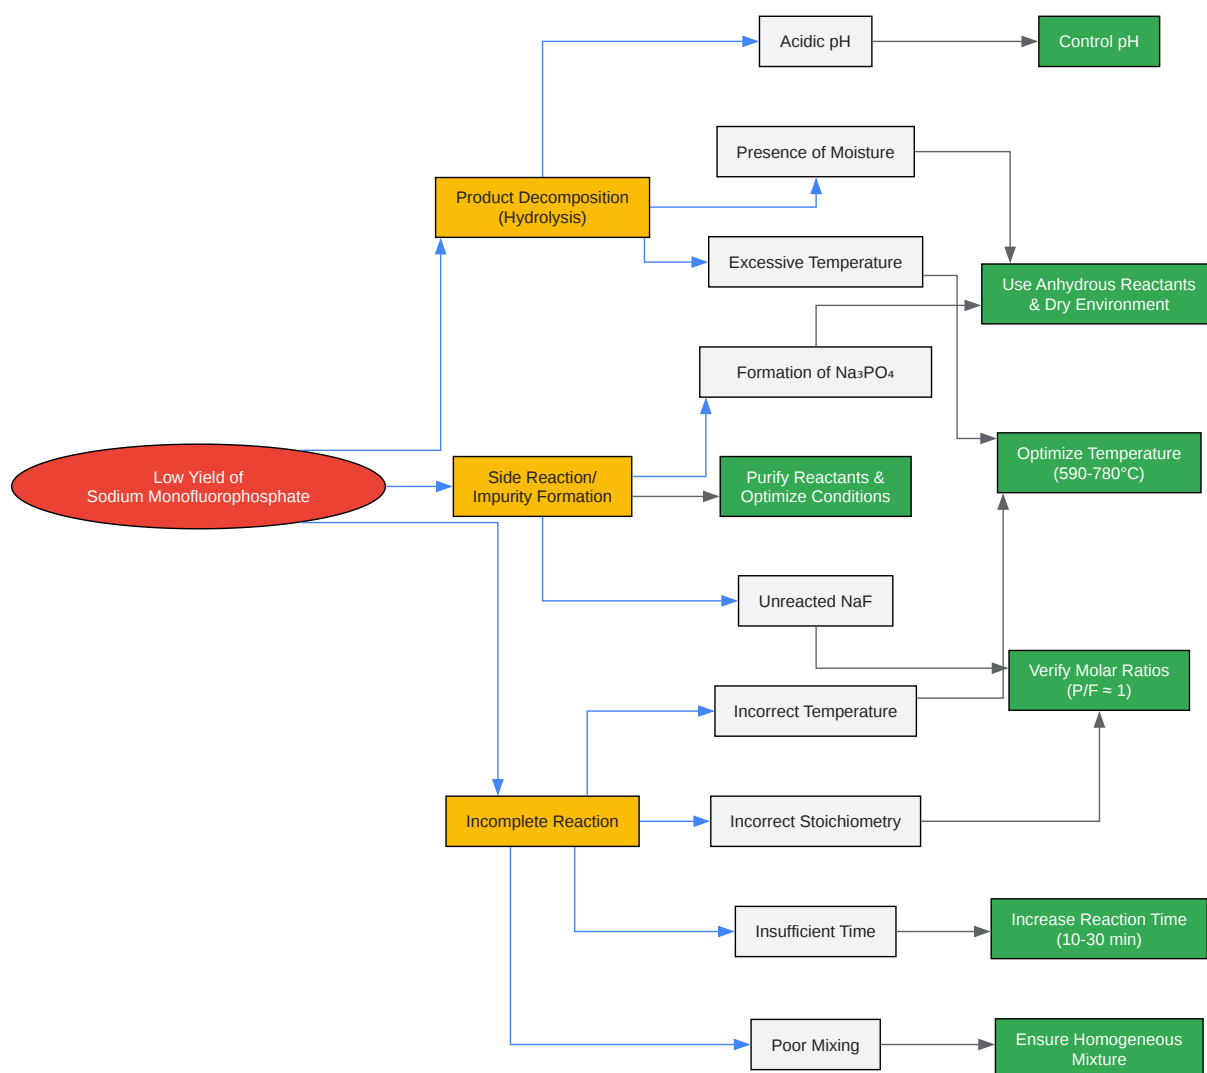 Acidic pH
Control pH
Presence of Moisture
Product Decomposition
(Hydrolysis)
Excessive Temperature
Use Anhydrous Reactants
& Dry Environment
Formation of Na₃PO₄
Optimize Temperature
(590-780°C)
Low Yield of
Sodium Monofluorophosphate
Side Reaction/
Impurity Formation
Purify Reactants &
Optimize Conditions
Unreacted NaF
Verify Molar Ratios
(P/F ≈ 1)
Incorrect Temperature
Incomplete Reaction
Incorrect Stoichiometry
Insufficient Time
Increase Reaction Time
(10-30 min)
Poor Mixing
Ensure Homogeneous
Mixture